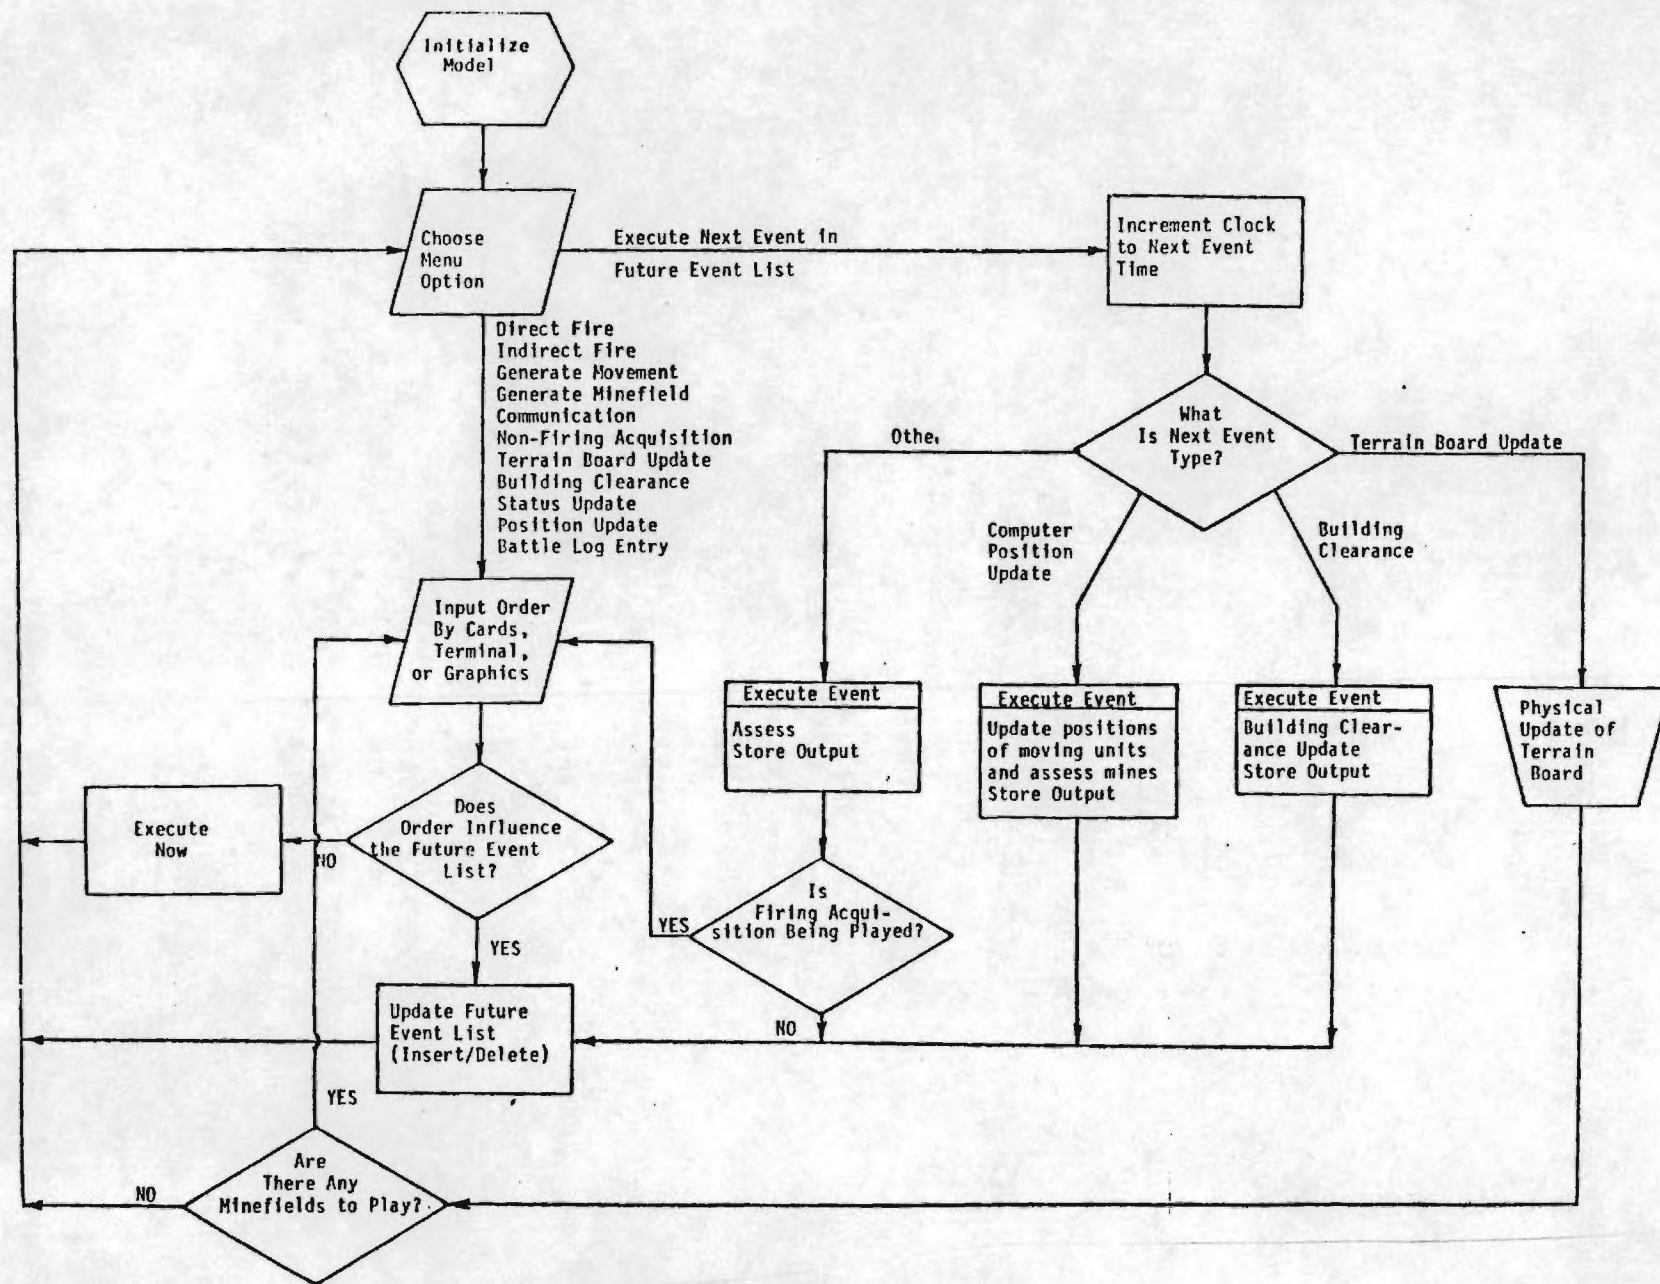 Initialize
Model
Choose
Menu
Option
Execute Next Event in
Future Event List
Increment Clock
to Next Event
Time
Direct Fire
Indirect Fire
Generate Movement
Generate Minefield
Communication
Non-Firing Acquisition
Terrain Board Update
Building Clearance
Status Update
Position Update
Battle Log Entry
What
Is Next Event
Type?
Othe.
Terrain Board Update
Computer
Position
Update
Building
Clearance
Input Order
By Cards,
Terminal,
or Graphics
Execute Event
Assess
Store Output
Execute Event
Update positions
of moving units
and assess mines
Store Output
Execute Event
Building Clear-
ance Update
Store Output
Physical
Update of
Terrain
Board
Execute
Now
NO
Does
Order Influence
the Future Event
List?
YES
Is
Firing Acqui-
sition Being Played?
YES
NO
Update Future
Event List
(Insert/Delete)
YES
Are
There Any
Minefields to Play?
NO